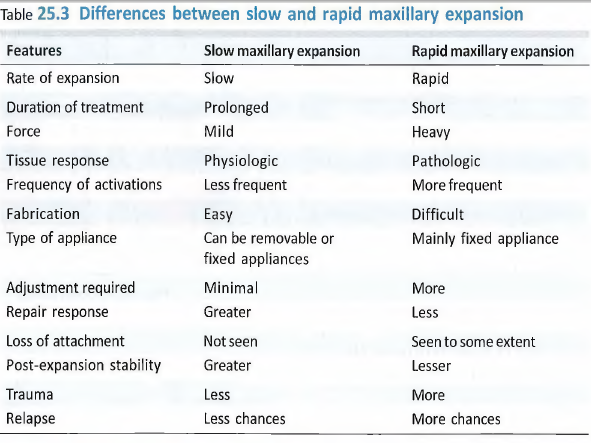 Table 25.3 Differences between slow and rapid maxillary expansion
Features Slow maxillary expansion Rapid maxillary expansion
Rate of expansion Slow Rapid
Duration of treatment Prolonged Short
Force Mild Heavy
Tissue response Physiologic Pathologic
Frequency of activations Less frequent More frequent
Fabrication Easy Difficult
Type of appliance Can be removable or Mainly fixed appliance
fixed appliances
Adjustment required Minimal More
Repair response Greater Less
Loss of attachment Not seen Seen to some extent
Post-expansion stability Greater Lesser
Trauma Less More
Relapse Less chances More chances